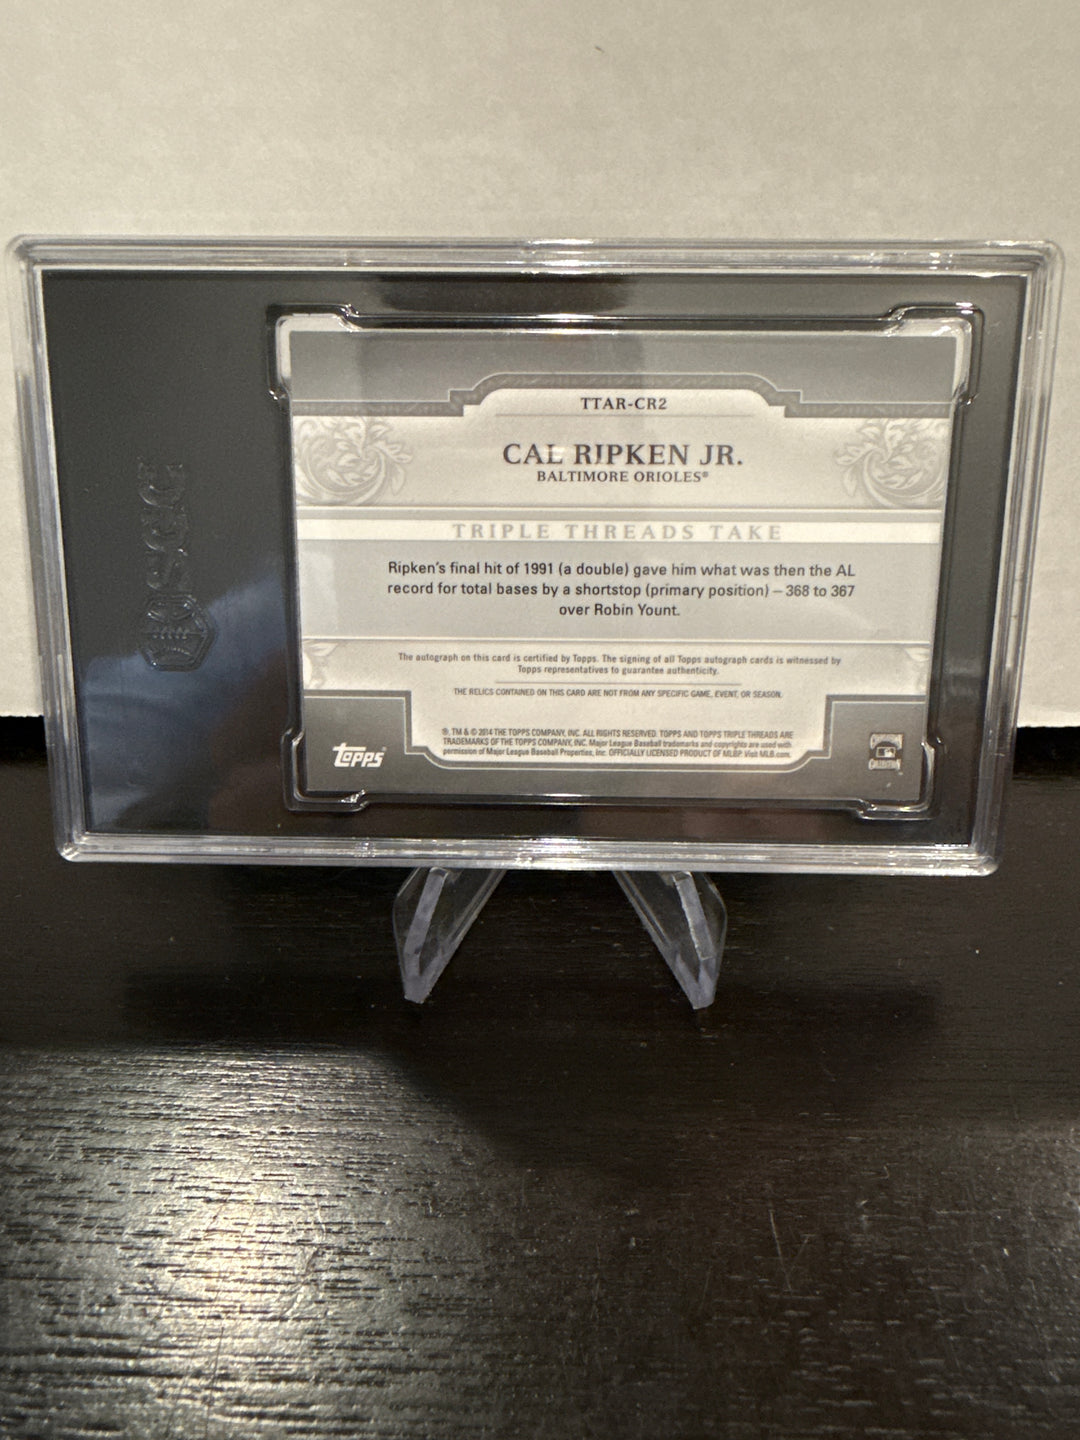 TTAR-CR2
CAL RIPKEN JR.
BALTIMORE ORIOLES®
TRIPLE THREADS TAKE
Ripken's final hit of 1991 (a double) gave him what was then the AL
record for total bases by a shortstop (primary position) – 368 to 367
over Robin Yount.
The autograph on this card is certified by Topps. The signing of all Topps autograph cards is witnessed by
Topps representatives to guarantee authenticity.
THE RELICS CONTAINED ON THIS CARD ARE NOT FROM ANY SPECIFIC GAME, EVENT, OR SEASON.
®, TM & © 2014 THE TOPPS COMPANY, INC. ALL RIGHTS RESERVED. TOPPS AND TOPPS TRIPLE THREADS ARE
TRADEMARKS OF THE TOPPS COMPANY, INC. Major League Baseball trademarks and copyrights are used with
permission of Major League Baseball Properties, Inc. OFFICIALLY LICENSED PRODUCT OF MLBP. Visit MLB.com.
Topps®
COOPERSTOWN
COLLECTION™
SGC